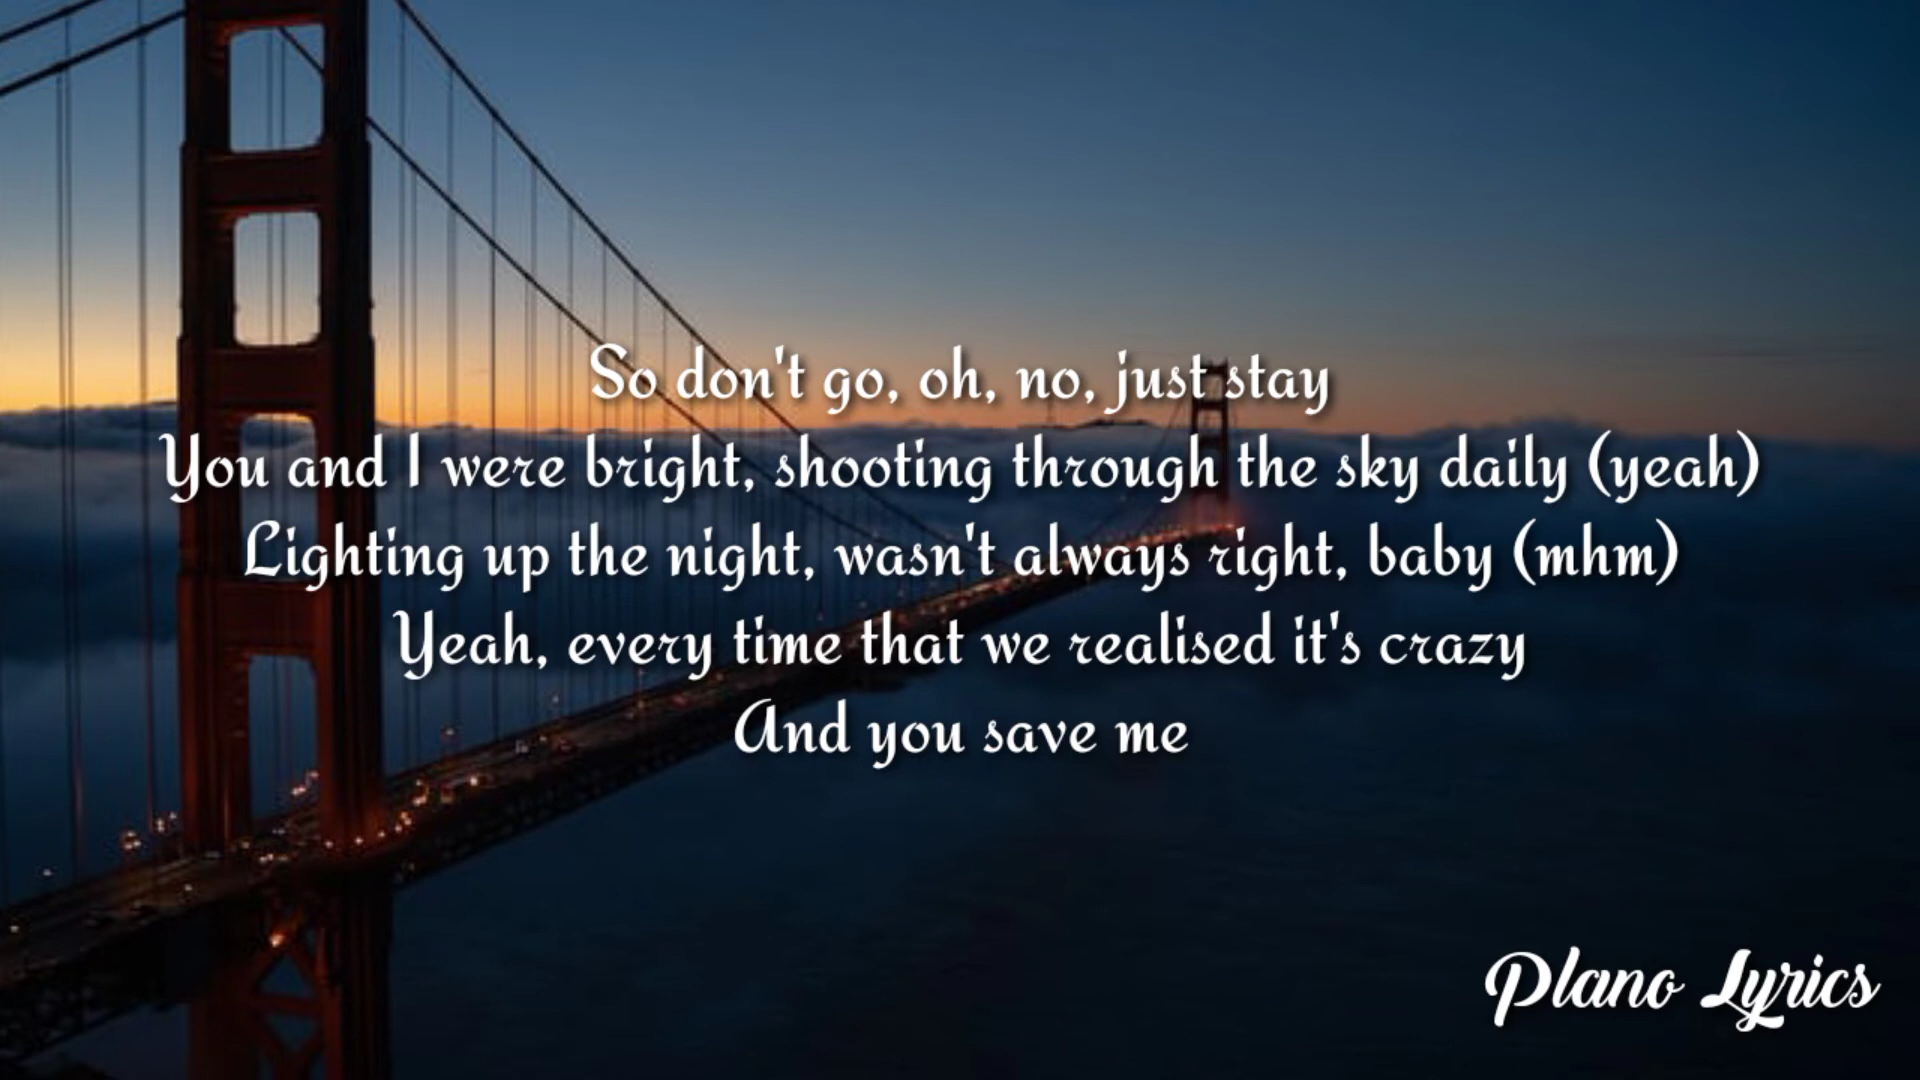 So don't go, oh, no, just stay
You and I were bright, shooting through the sky daily (yeah)
Lighting up the night, wasn't always right, baby (mhm)
Yeah, every time that we realised it's crazy
And you save me
Plano Lyrics